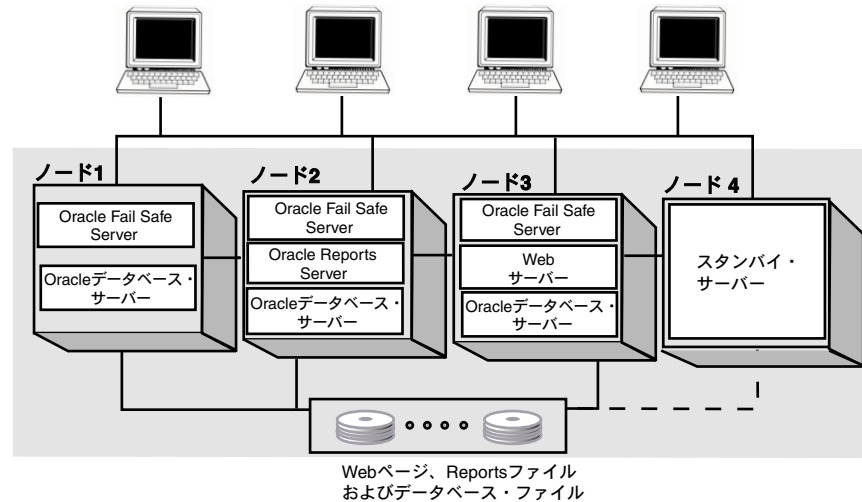 ノード1
Oracle Fail Safe
Server
Oracleデータベース・
サーバー
ノード2
Oracle Fail Safe
Server
Oracle Reports
Server
Oracleデータベース・
サーバー
ノード3
Oracle Fail Safe
Server
Web
サーバー
Oracleデータベース・
サーバー
ノード 4
スタンバイ・
サーバー
Webページ、Reportsファイル
およびデータベース・ファイル